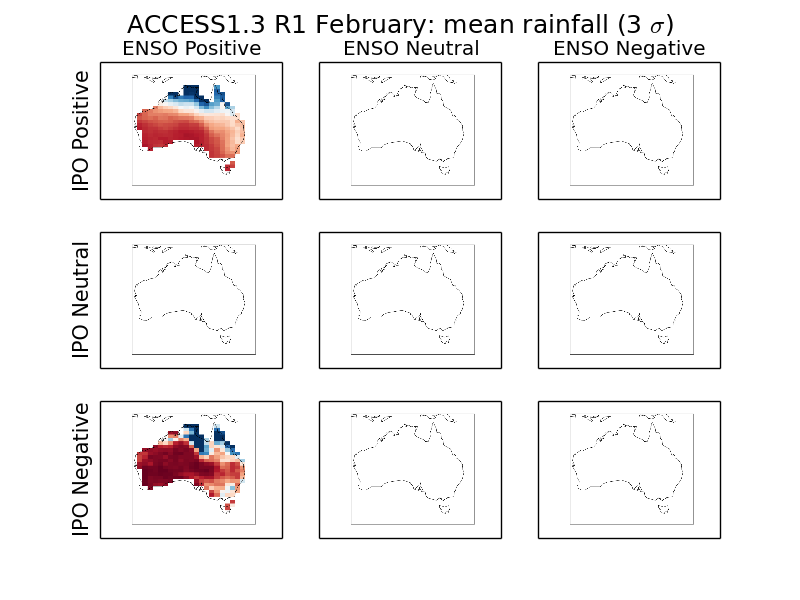 ACCESS1.3 R1 February: mean rainfall (3 σ)
ENSO Positive
ENSO Neutral
ENSO Negative
IPO Positive
IPO Neutral
IPO Negative